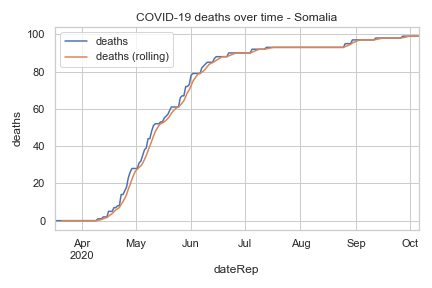 COVID-19 deaths over time - Somalia
deaths
deaths (rolling)
100
80
60
40
20
0
deaths
Apr
2020
May
Jun
Jul
Aug
Sep
Oct
dateRep